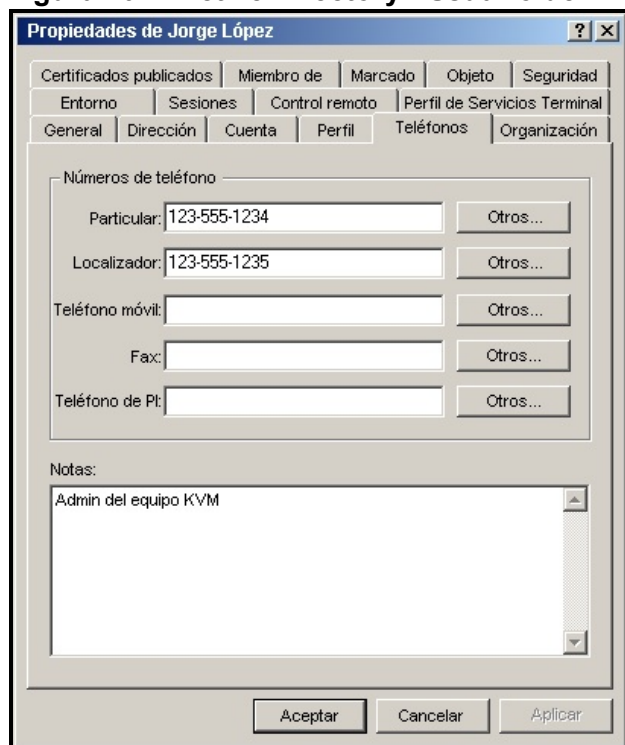 Propiedades de Jorge López
Certificados publicados Miembro de Marcado Objeto Seguridad
Entorno Sesiones Control remoto Perfil de Servicios Terminal
General Dirección Cuenta Perfil Teléfonos Organización
Números de teléfono
Particular: 123-555-1234 Otros...
Localizador: 123-555-1235 Otros...
Teléfono móvil: Otros...
Fax: Otros...
Teléfono de PI: Otros...
Notas:
Admin del equipo KVM
Aceptar Cancelar Aplicar